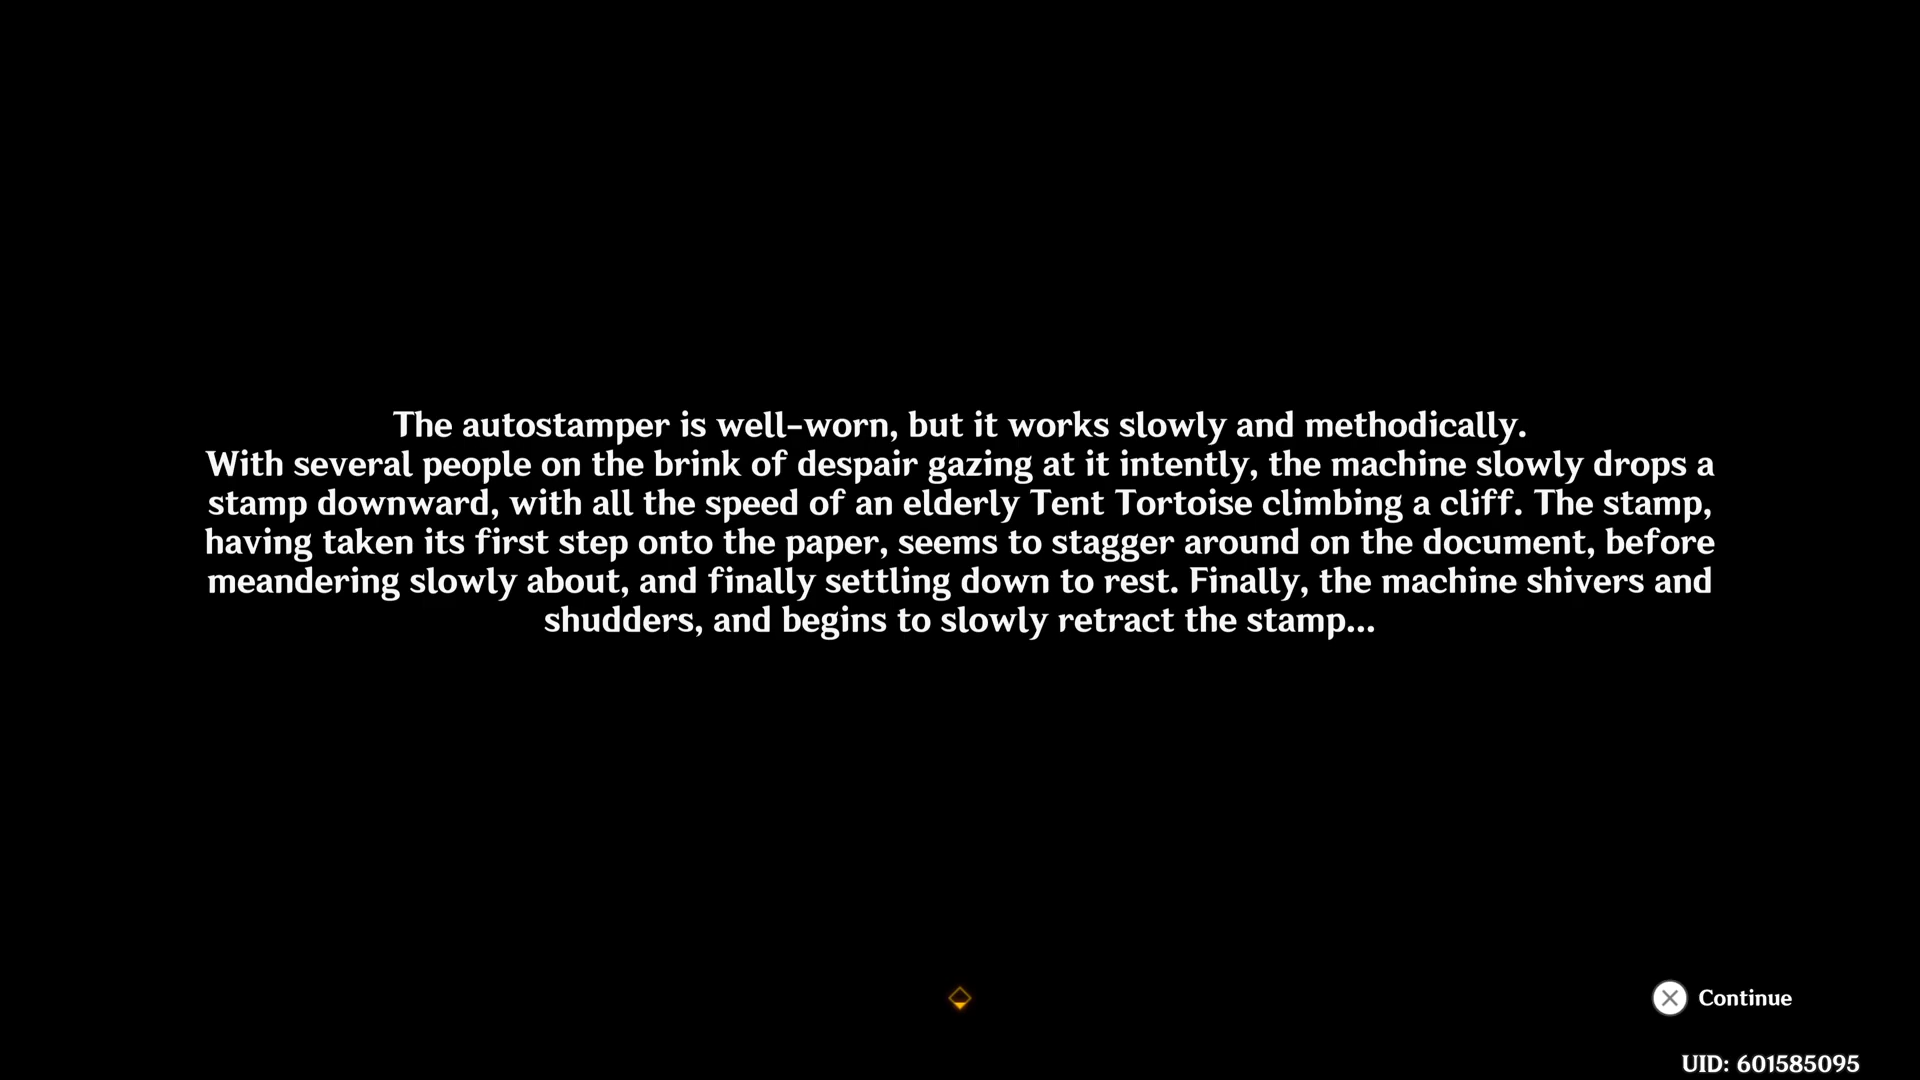 The autostamper is well-worn, but it works slowly and methodically.
With several people on the brink of despair gazing at it intently, the machine slowly drops a
stamp downward, with all the speed of an elderly Tent Tortoise climbing a cliff. The stamp,
having taken its first step onto the paper, seems to stagger around on the document, before
meandering slowly about, and finally settling down to rest. Finally, the machine shivers and
shudders, and begins to slowly retract the stamp...
Continue
UID: 601585095